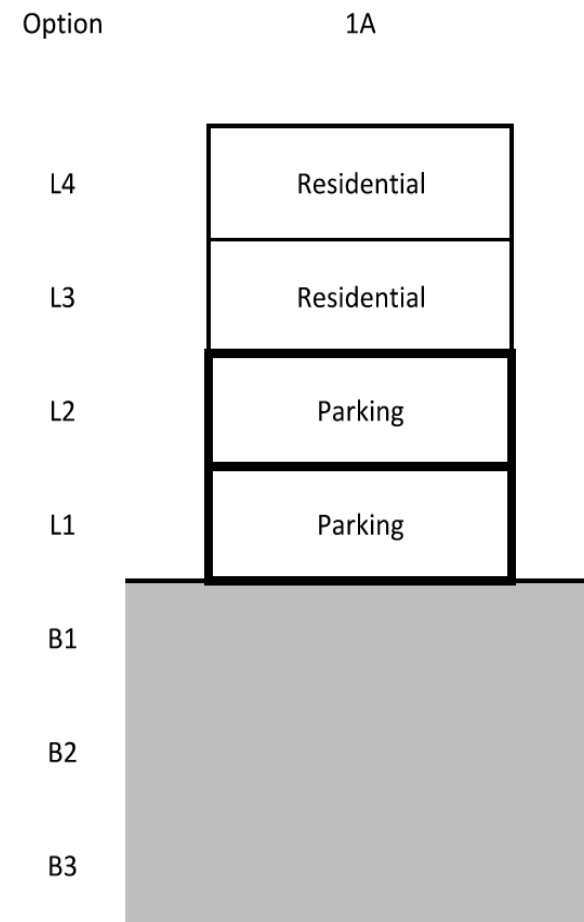 Option 1A
L4 Residential
L3 Residential
L2 Parking
L1 Parking
B1
B2
B3